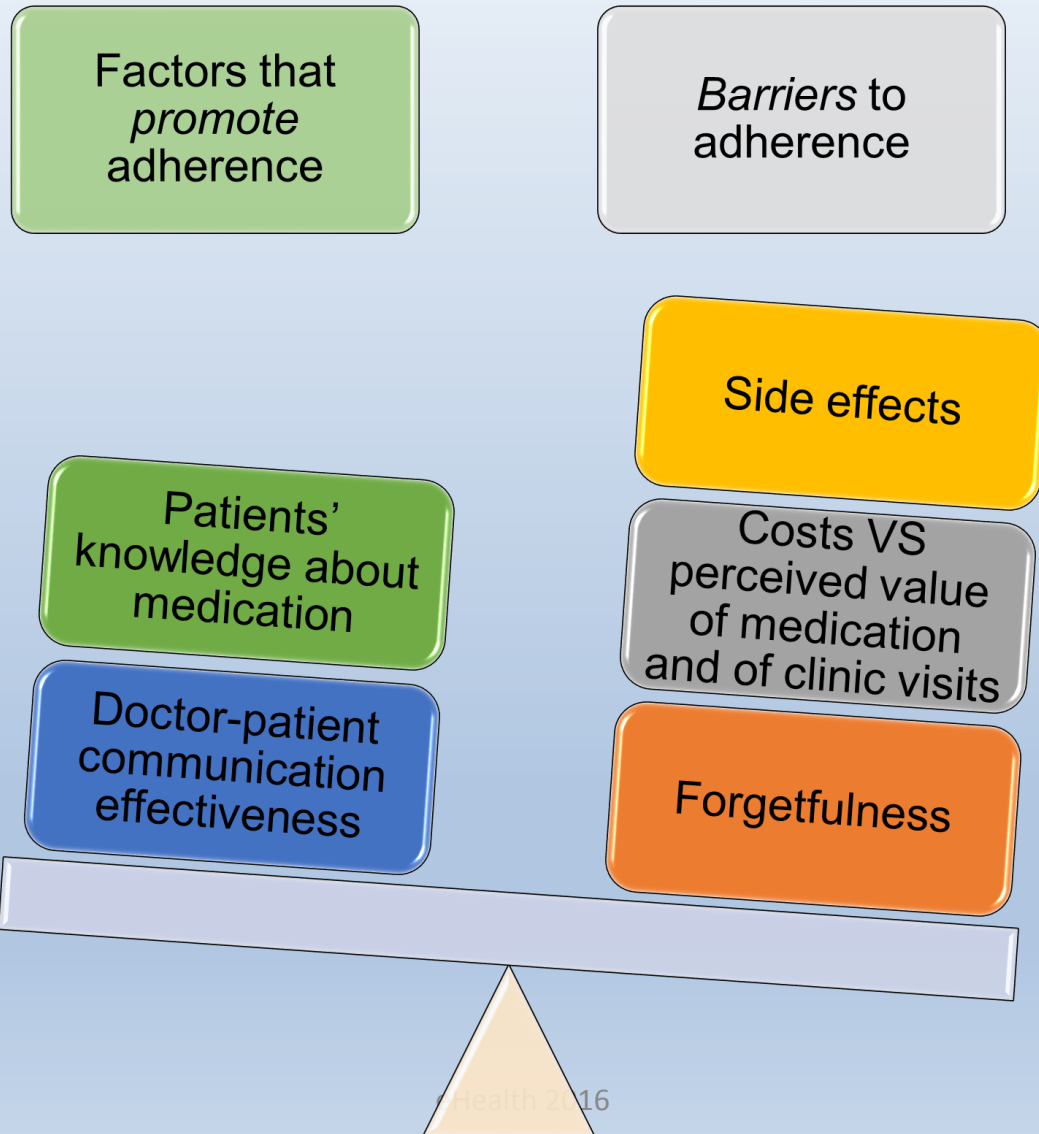 Factors that
promote
adherence
Barriers to
adherence
Patients’
knowledge about
medication
Doctor-patient
communication
effectiveness
Side effects
Costs VS
perceived value
of medication
and of clinic visits
Forgetfulness
eHealth 2016